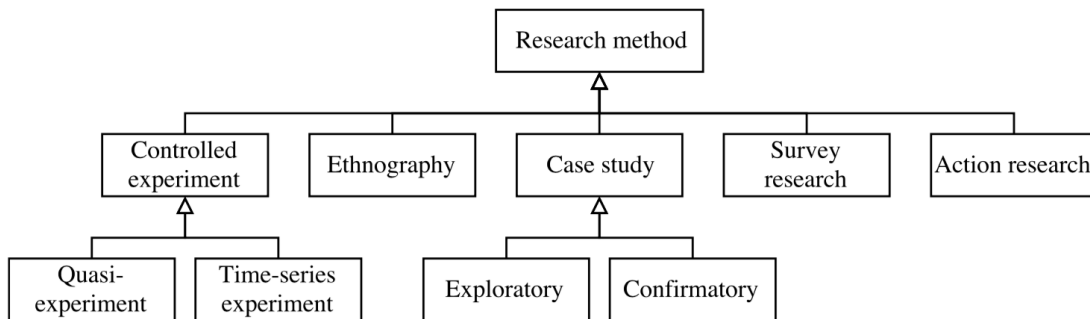 Research method
Controlled
experiment
Ethnography
Case study
Survey
research
Action research
Quasi-
experiment
Time-series
experiment
Exploratory
Confirmatory